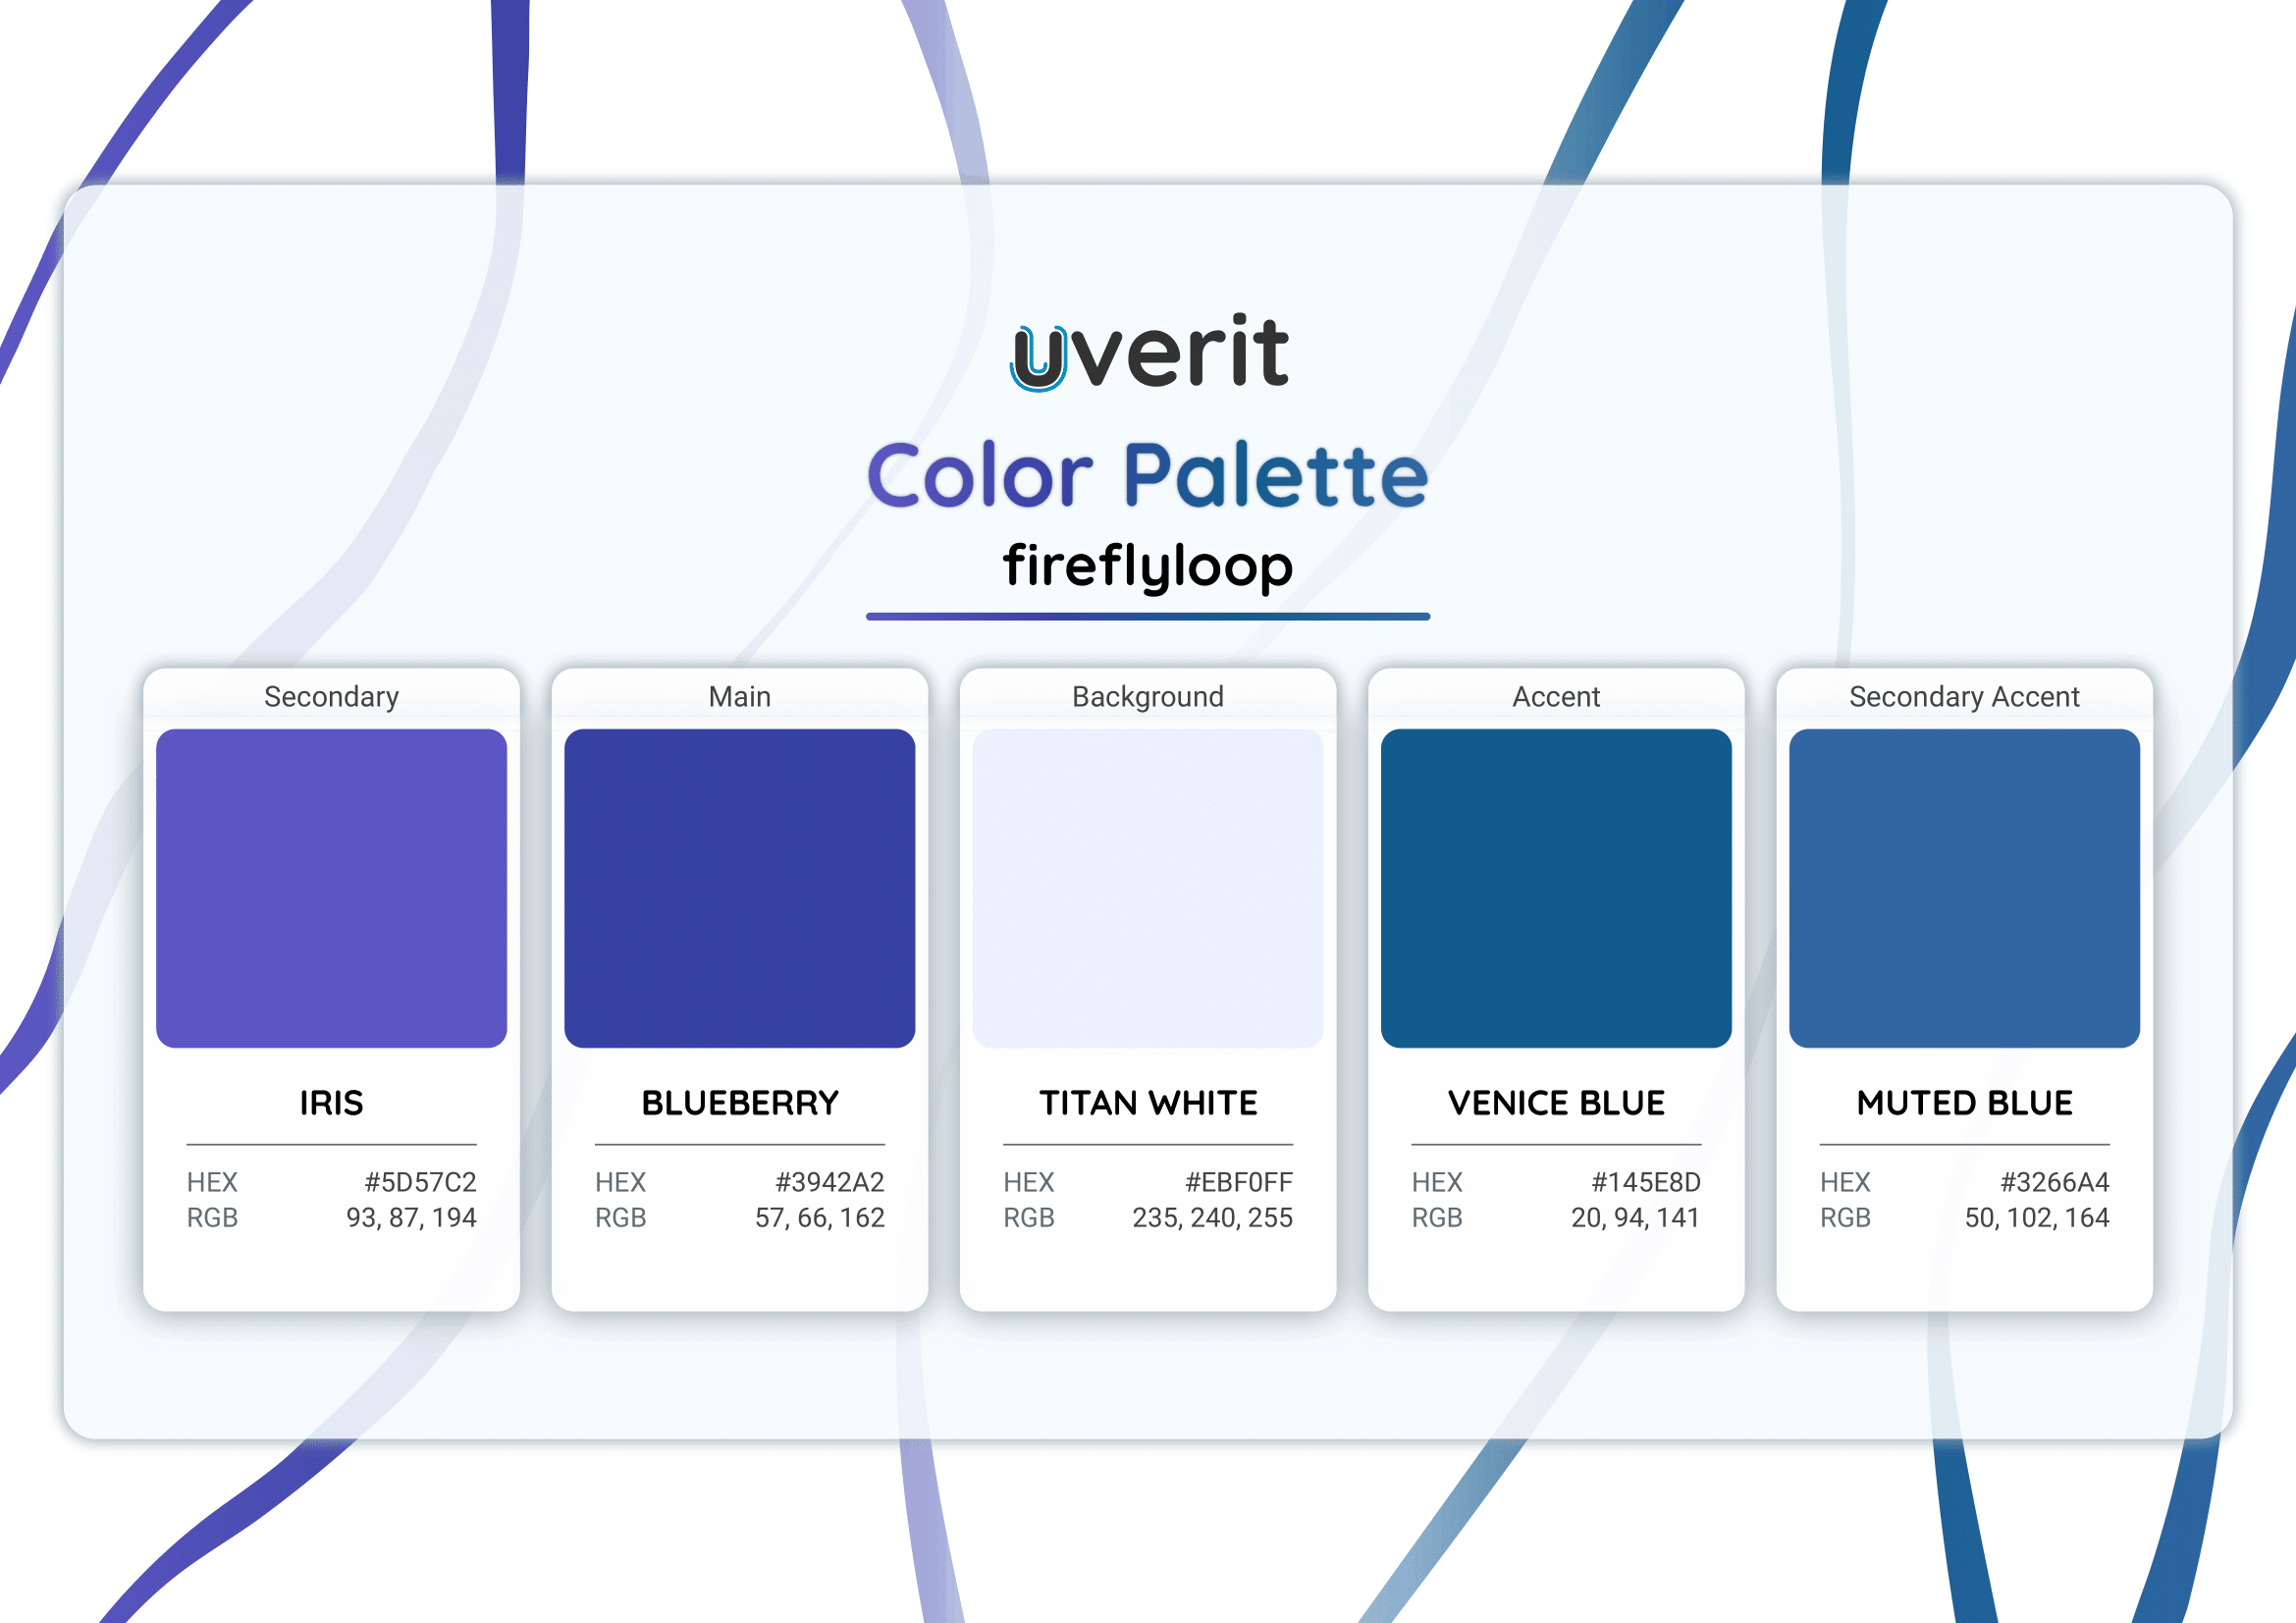 uverit
Color Palette
fireflyloop
Secondary
IRIS
HEX #5D57C2
RGB 93, 87, 194
Main
BLUEBERRY
HEX #3942A2
RGB 57, 66, 162
Background
TITAN WHITE
HEX #EBF0FF
RGB 235, 240, 255
Accent
VENICE BLUE
HEX #145E8D
RGB 20, 94, 141
Secondary Accent
MUTED BLUE
HEX #3266A4
RGB 50, 102, 164